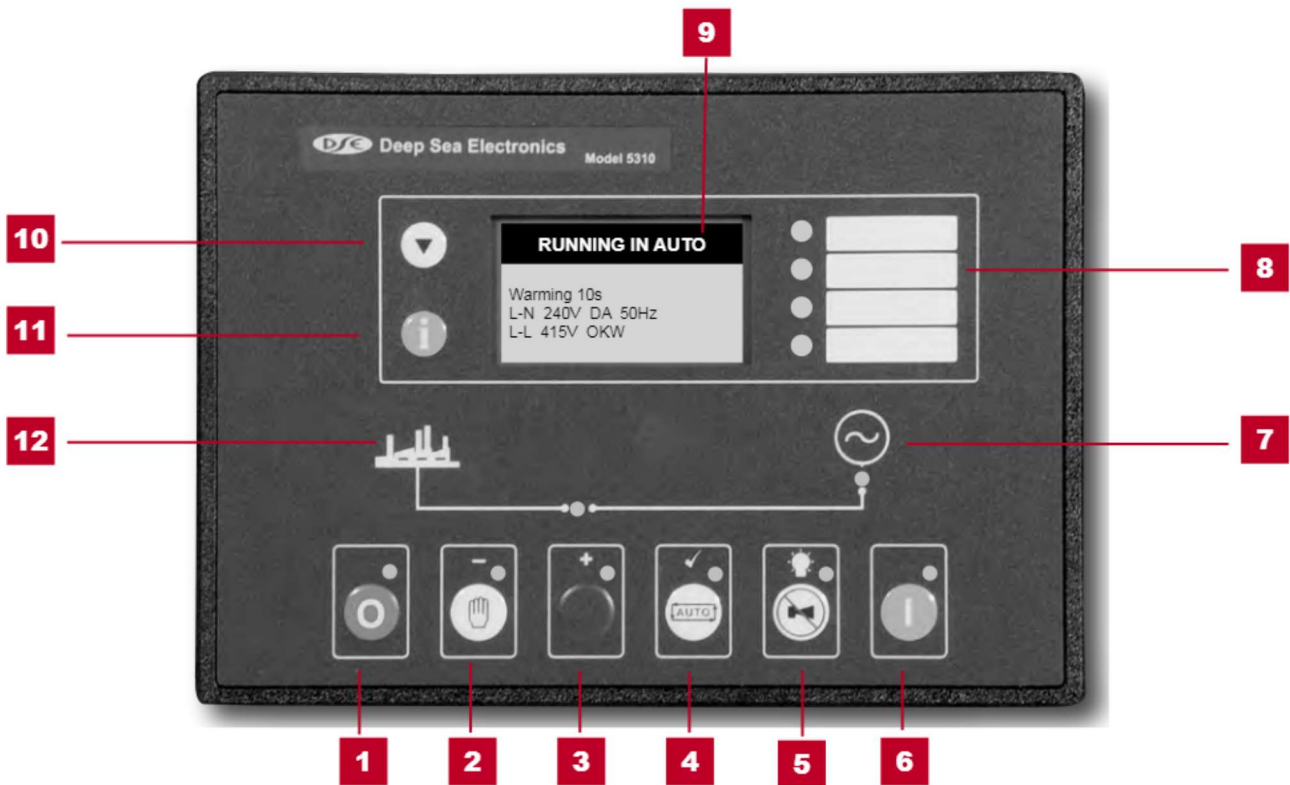 9
DSE Deep Sea Electronics
Model 5310
10
RUNNING IN AUTO
8
Warming 10s
L-N 240V DA 50Hz
L-L 415V OKW
11
i
12
7
− + ✓
O AUTO I
1 2 3 4 5 6